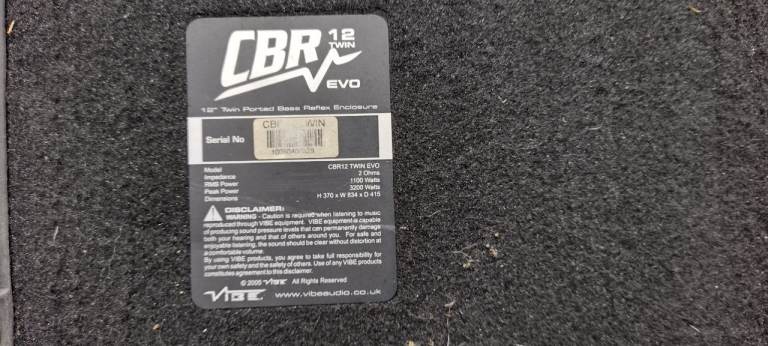 CBR 12
TWIN
EVO
12" Twin Ported Bass Reflex Enclosure
Serial No
Model CBR12 TWIN EVO
Impedance 2 Ohms
RMS Power 1100 Watts
Peak Power 3200 Watts
Dimensions H 370 x W 834 x D 415
DISCLAIMER:
WARNING - Caution is required when listening to music
reproduced through VIBE equipment. VIBE equipment is capable
of producing sound pressure levels that can permanently damage
both your hearing and that of others around you. For safe and
enjoyable listening, the sound should be clear without distortion at
a comfortable volume.
By using VIBE products, you agree to take full responsibility for
your own safety and the safety of others. Use of any VIBE products
constitutes agreement to this disclaimer.
© 2005 VIBE All Rights Reserved
VIBE www.vibeaudio.co.uk